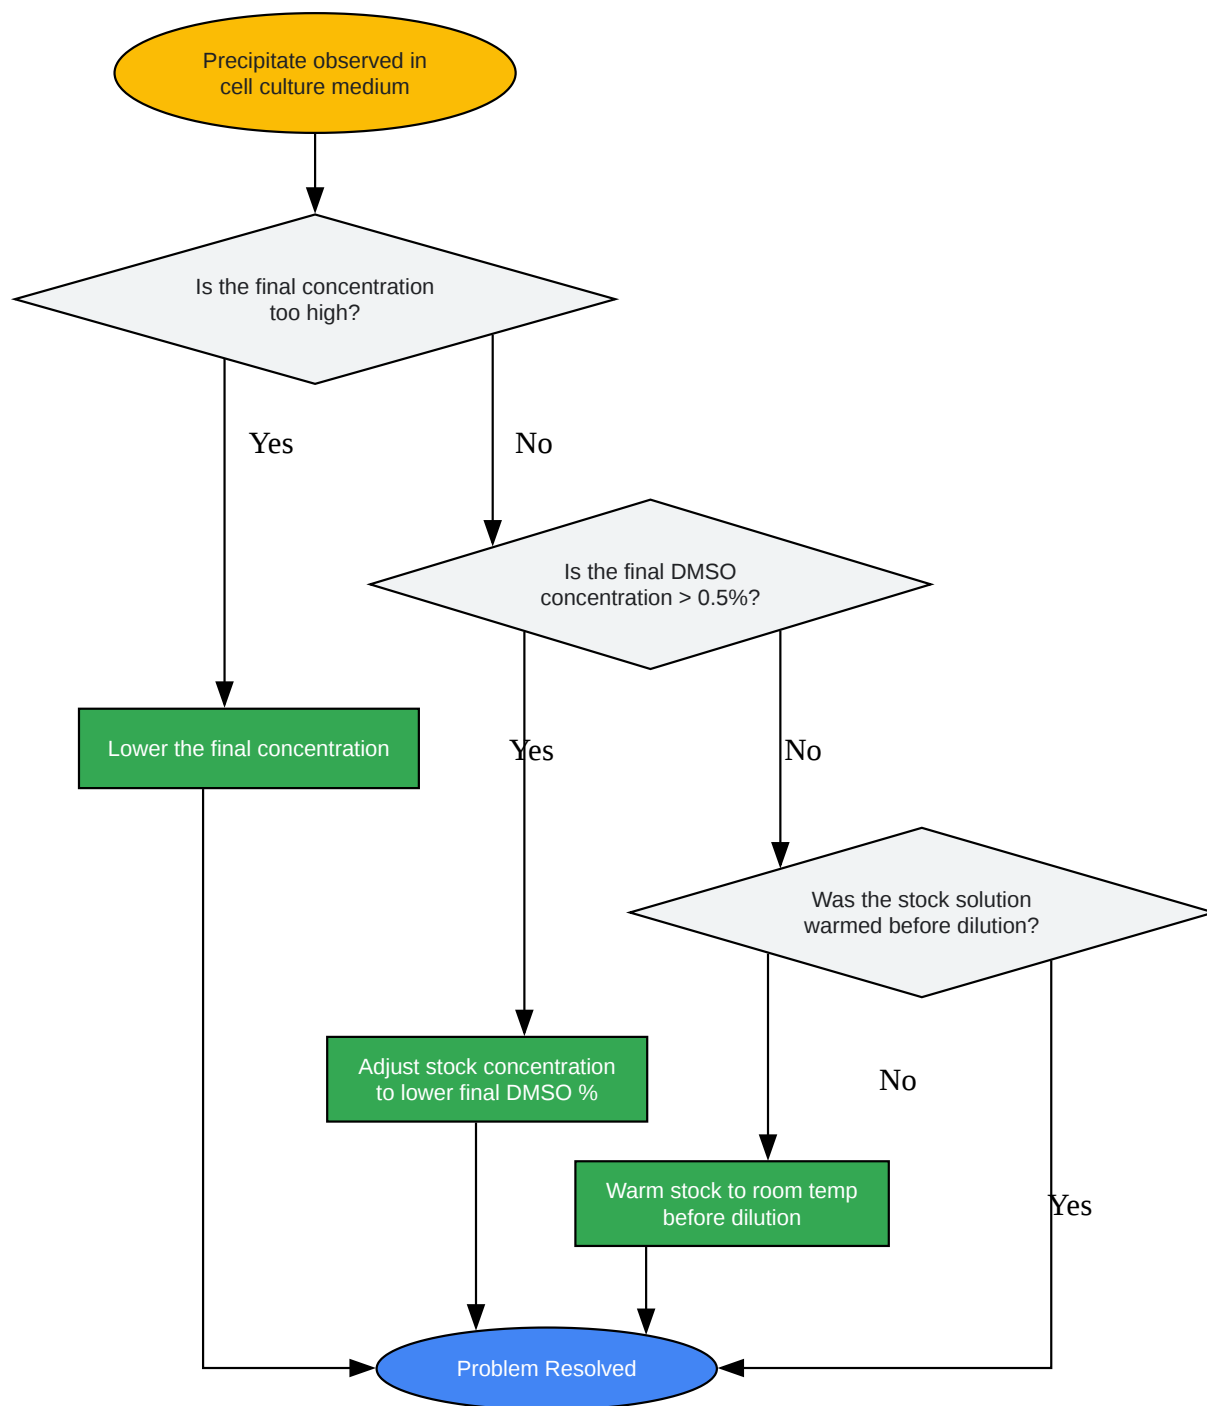 Precipitate observed in
cell culture medium
Is the final concentration
too high?
Yes
No
Is the final DMSO
concentration > 0.5%?
Lower the final concentration
Yes
No
Was the stock solution
warmed before dilution?
Adjust stock concentration
to lower final DMSO %
No
Warm stock to room temp
before dilution
Yes
Problem Resolved